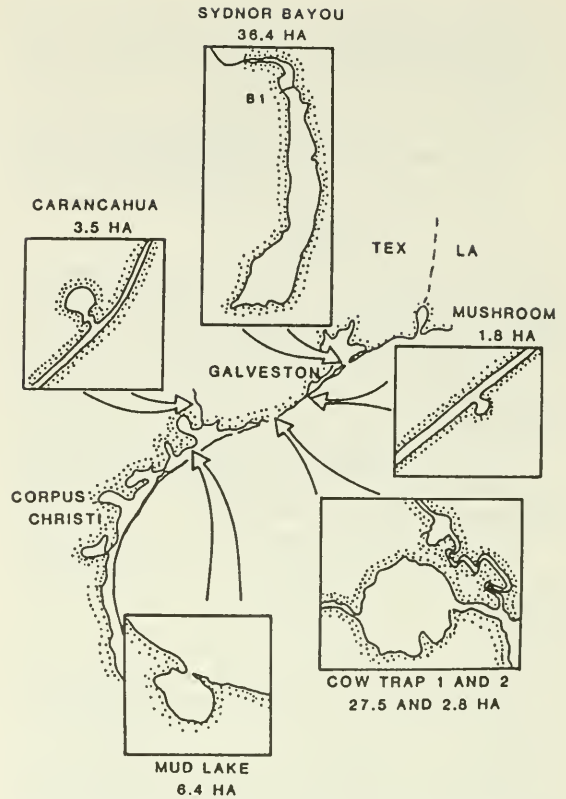 SYDNOR BAYOU
36.4 HA
B1
CARANCAHUA
3.5 HA
TEX LA
MUSHROOM
1.8 HA
GALVESTON
CORPUS
CHRISTI
COW TRAP 1 AND 2
27.5 AND 2.8 HA
MUD LAKE
6.4 HA